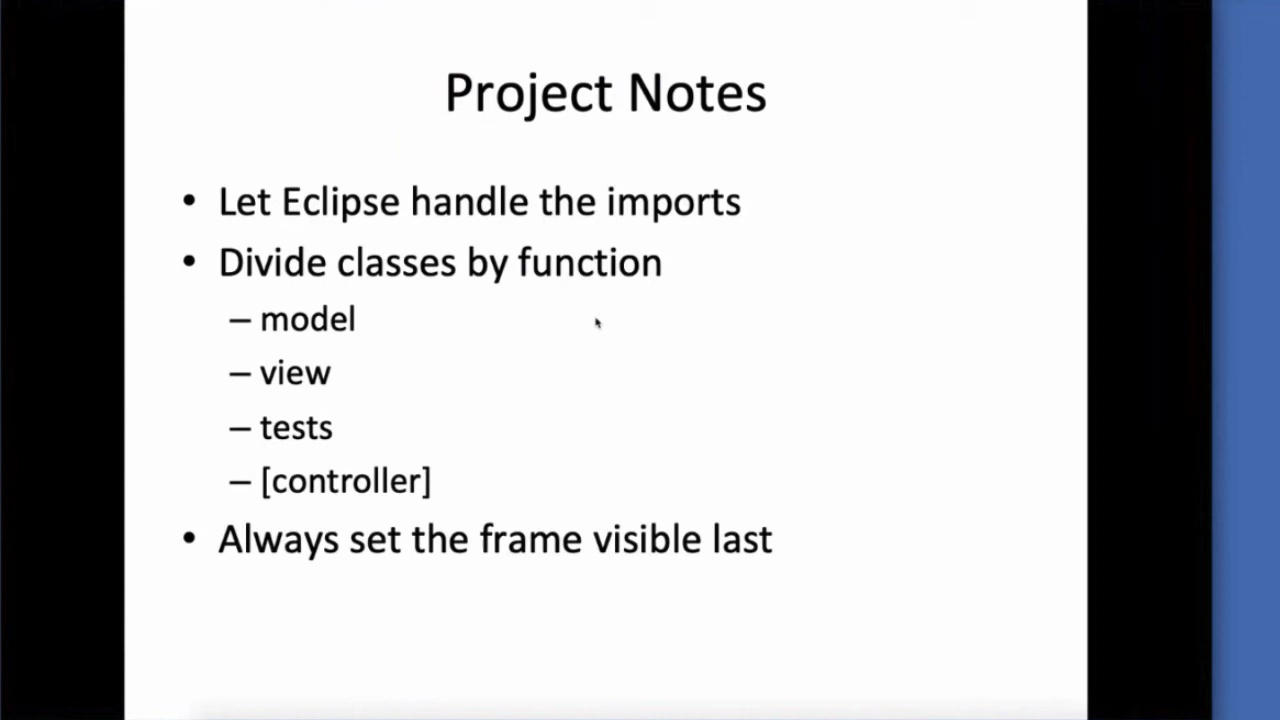 Project Notes
• Let Eclipse handle the imports
• Divide classes by function
– model
– view
– tests
– [controller]
• Always set the frame visible last